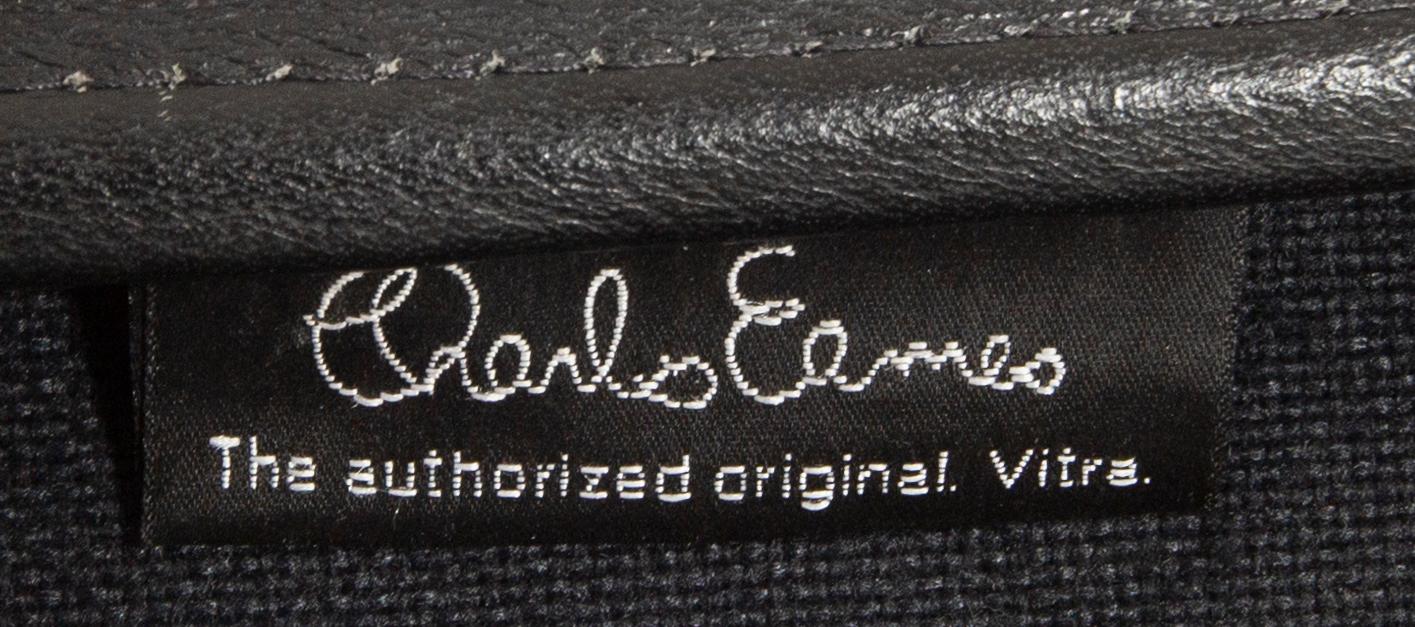 Charles Eames
The authorized original. Vitra.